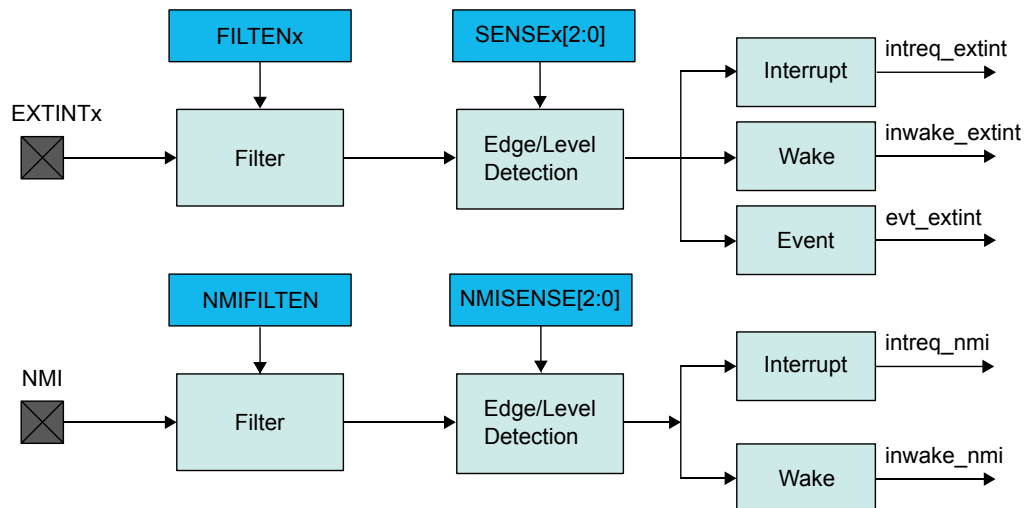 FILTENx
SENSEx[2:0]
intreq_extint
Interrupt
EXTINTx
inwake_extint
Filter
Edge/Level
Detection
Wake
evt_extint
Event
NMIFILTEN
NMISENSE[2:0]
intreq_nmi
Interrupt
NMI
Filter
Edge/Level
Detection
inwake_nmi
Wake